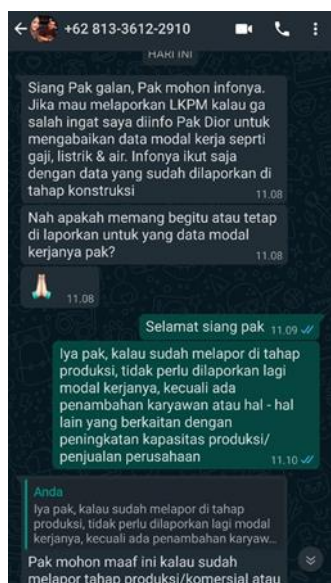 +62 813-3612-2910
HARI INI
Siang Pak galan, Pak mohon infonya.
Jika mau melaporkan LKPM kalau ga
salah ingat saya diinfo Pak Dior untuk
mengabaikan data modal kerja seprti
gaji, listrik & air. Infonya ikut saja
dengan data yang sudah dilaporkan di
tahap konstruksi
11.08
Nah apakah memang begitu atau tetap
di laporkan untuk yang data modal
kerjanya pak?
11.08
11.08
Selamat siang pak 11.09
Iya pak, kalau sudah melapor di tahap
produksi, tidak perlu dilaporkan lagi
modal kerjanya, kecuali ada
penambahan karyawan atau hal - hal
lain yang berkaitan dengan
peningkatan kapasitas produksi/
penjualan perusahaan
11.10
Anda
Iya pak, kalau sudah melapor di tahap
produksi, tidak perlu dilaporkan lagi modal
kerjanya, kecuali ada penambahan karyaw...
Pak mohon maaf ini kalau sudah
melapor tahap produksi/komersial atau